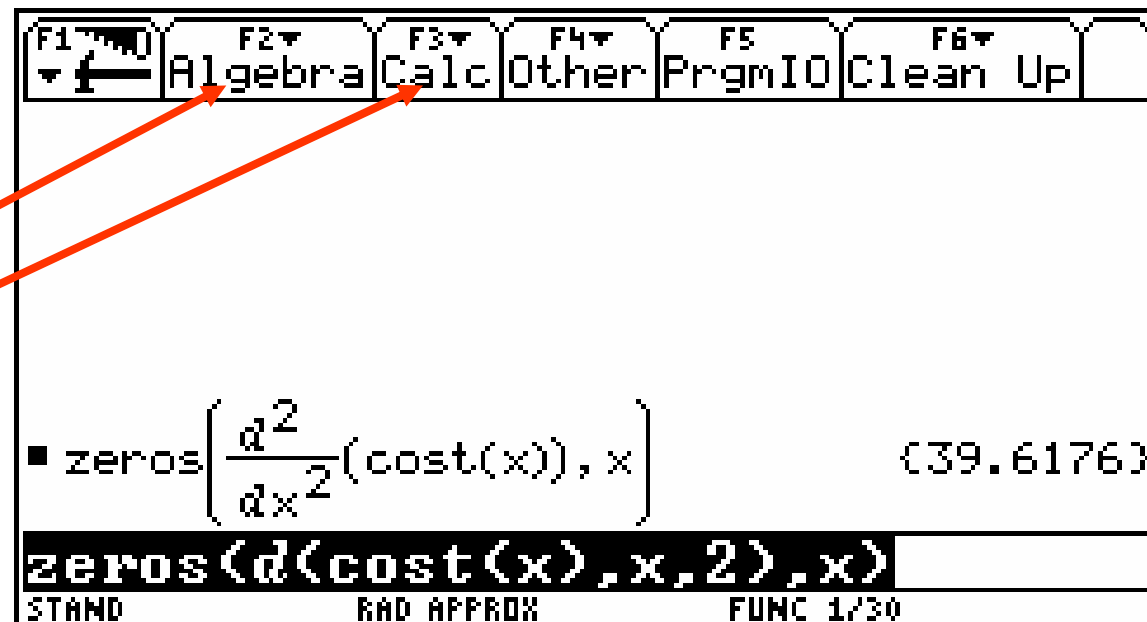 F1▼ F2▼ F3▼ F4▼ F5 F6▼
Algebra Calc Other PrgmIO Clean Up
▪ zeros(d²/dx²(cost(x)), x) {39.6176}
zeros(d(cost(x),x,2),x)
STAND RAD APPROX FUNC 1/30